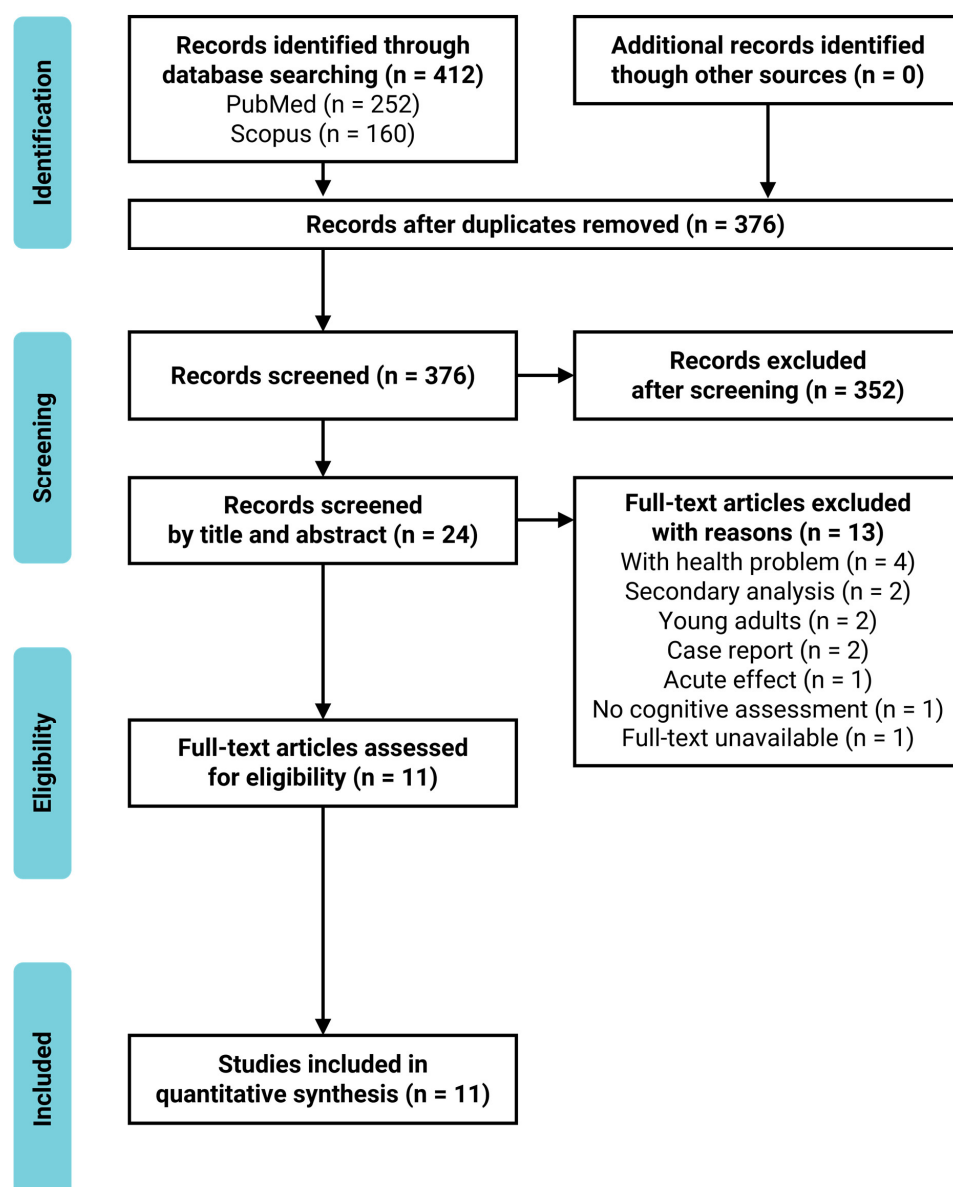 Identification
Records identified through
database searching (n = 412)
PubMed (n = 252)
Scopus (n = 160)
Additional records identified
though other sources (n = 0)
Records after duplicates removed (n = 376)
Screening
Records screened (n = 376)
Records excluded
after screening (n = 352)
Records screened
by title and abstract (n = 24)
Full-text articles excluded
with reasons (n = 13)
With health problem (n = 4)
Secondary analysis (n = 2)
Young adults (n = 2)
Case report (n = 2)
Acute effect (n = 1)
No cognitive assessment (n = 1)
Full-text unavailable (n = 1)
Eligibility
Full-text articles assessed
for eligibility (n = 11)
Included
Studies included in
quantitative synthesis (n = 11)